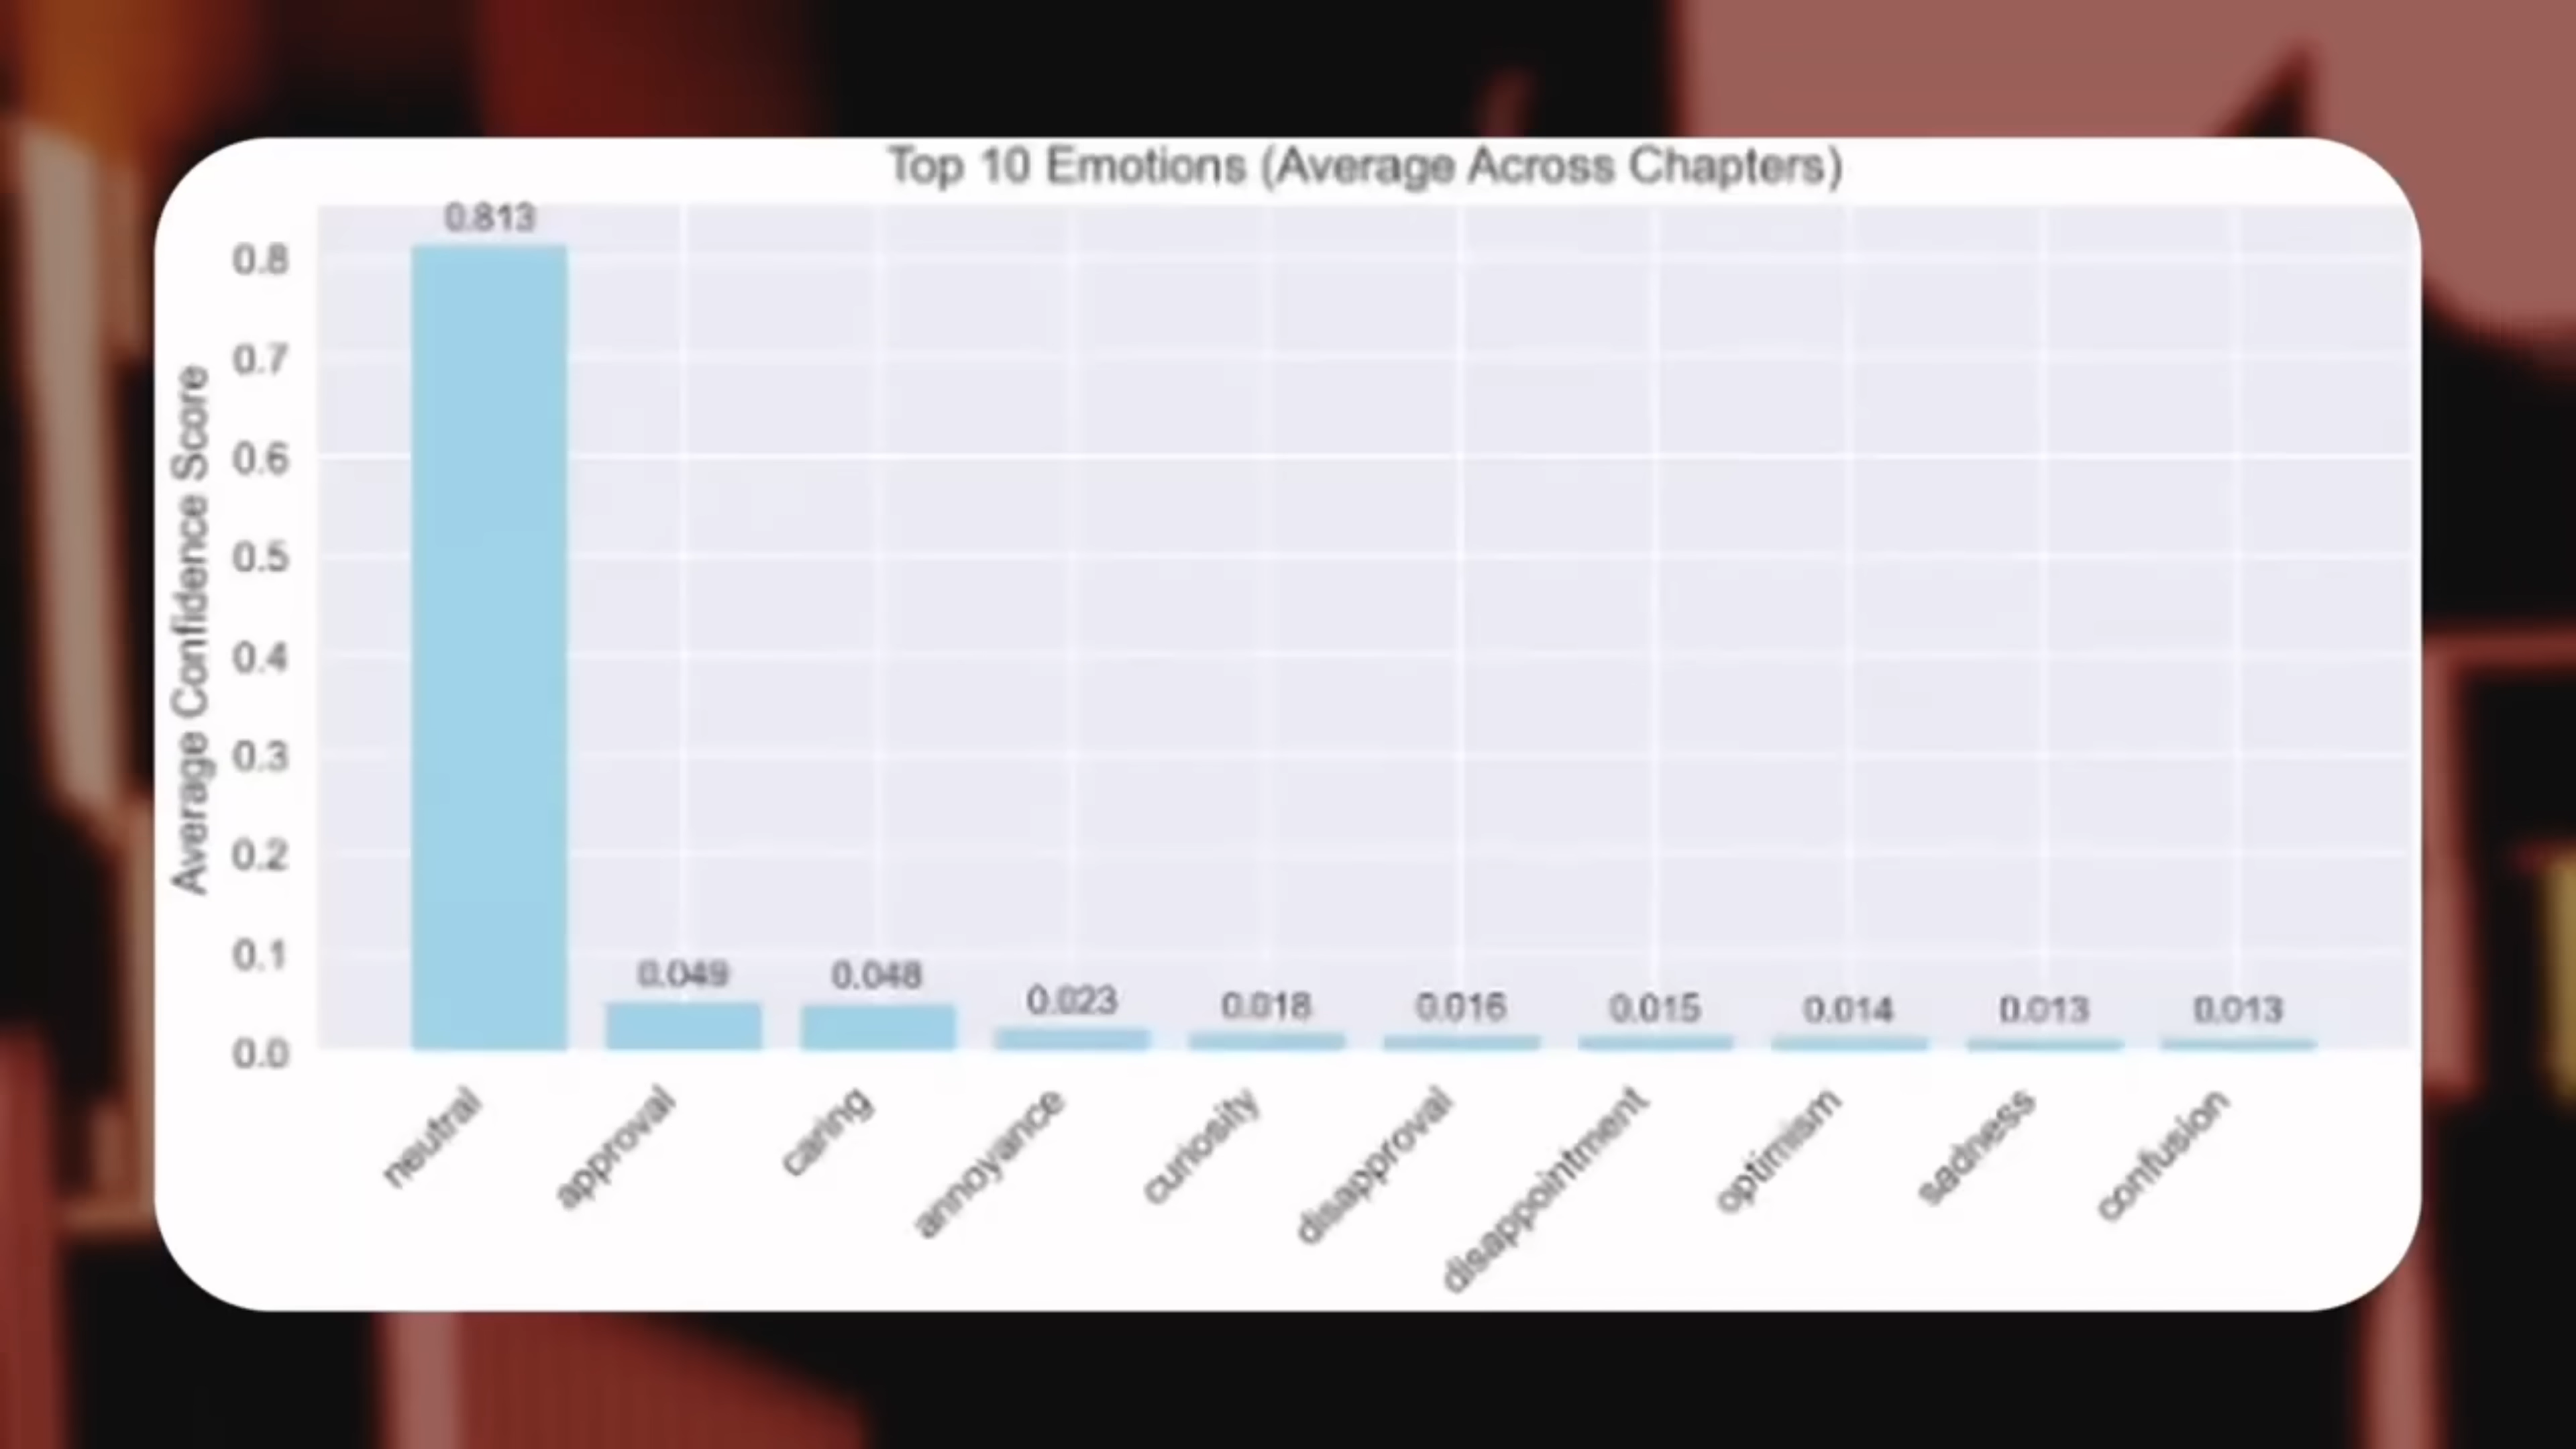 Top 10 Emotions (Average Across Chapters)
Average Confidence Score
0.8
0.7
0.6
0.5
0.4
0.3
0.2
0.1
0.0
0.813
0.049
0.048
0.023
0.018
0.016
0.015
0.014
0.013
0.013
neutral
approval
caring
annoyance
curiosity
disapproval
disappointment
optimism
sadness
confusion